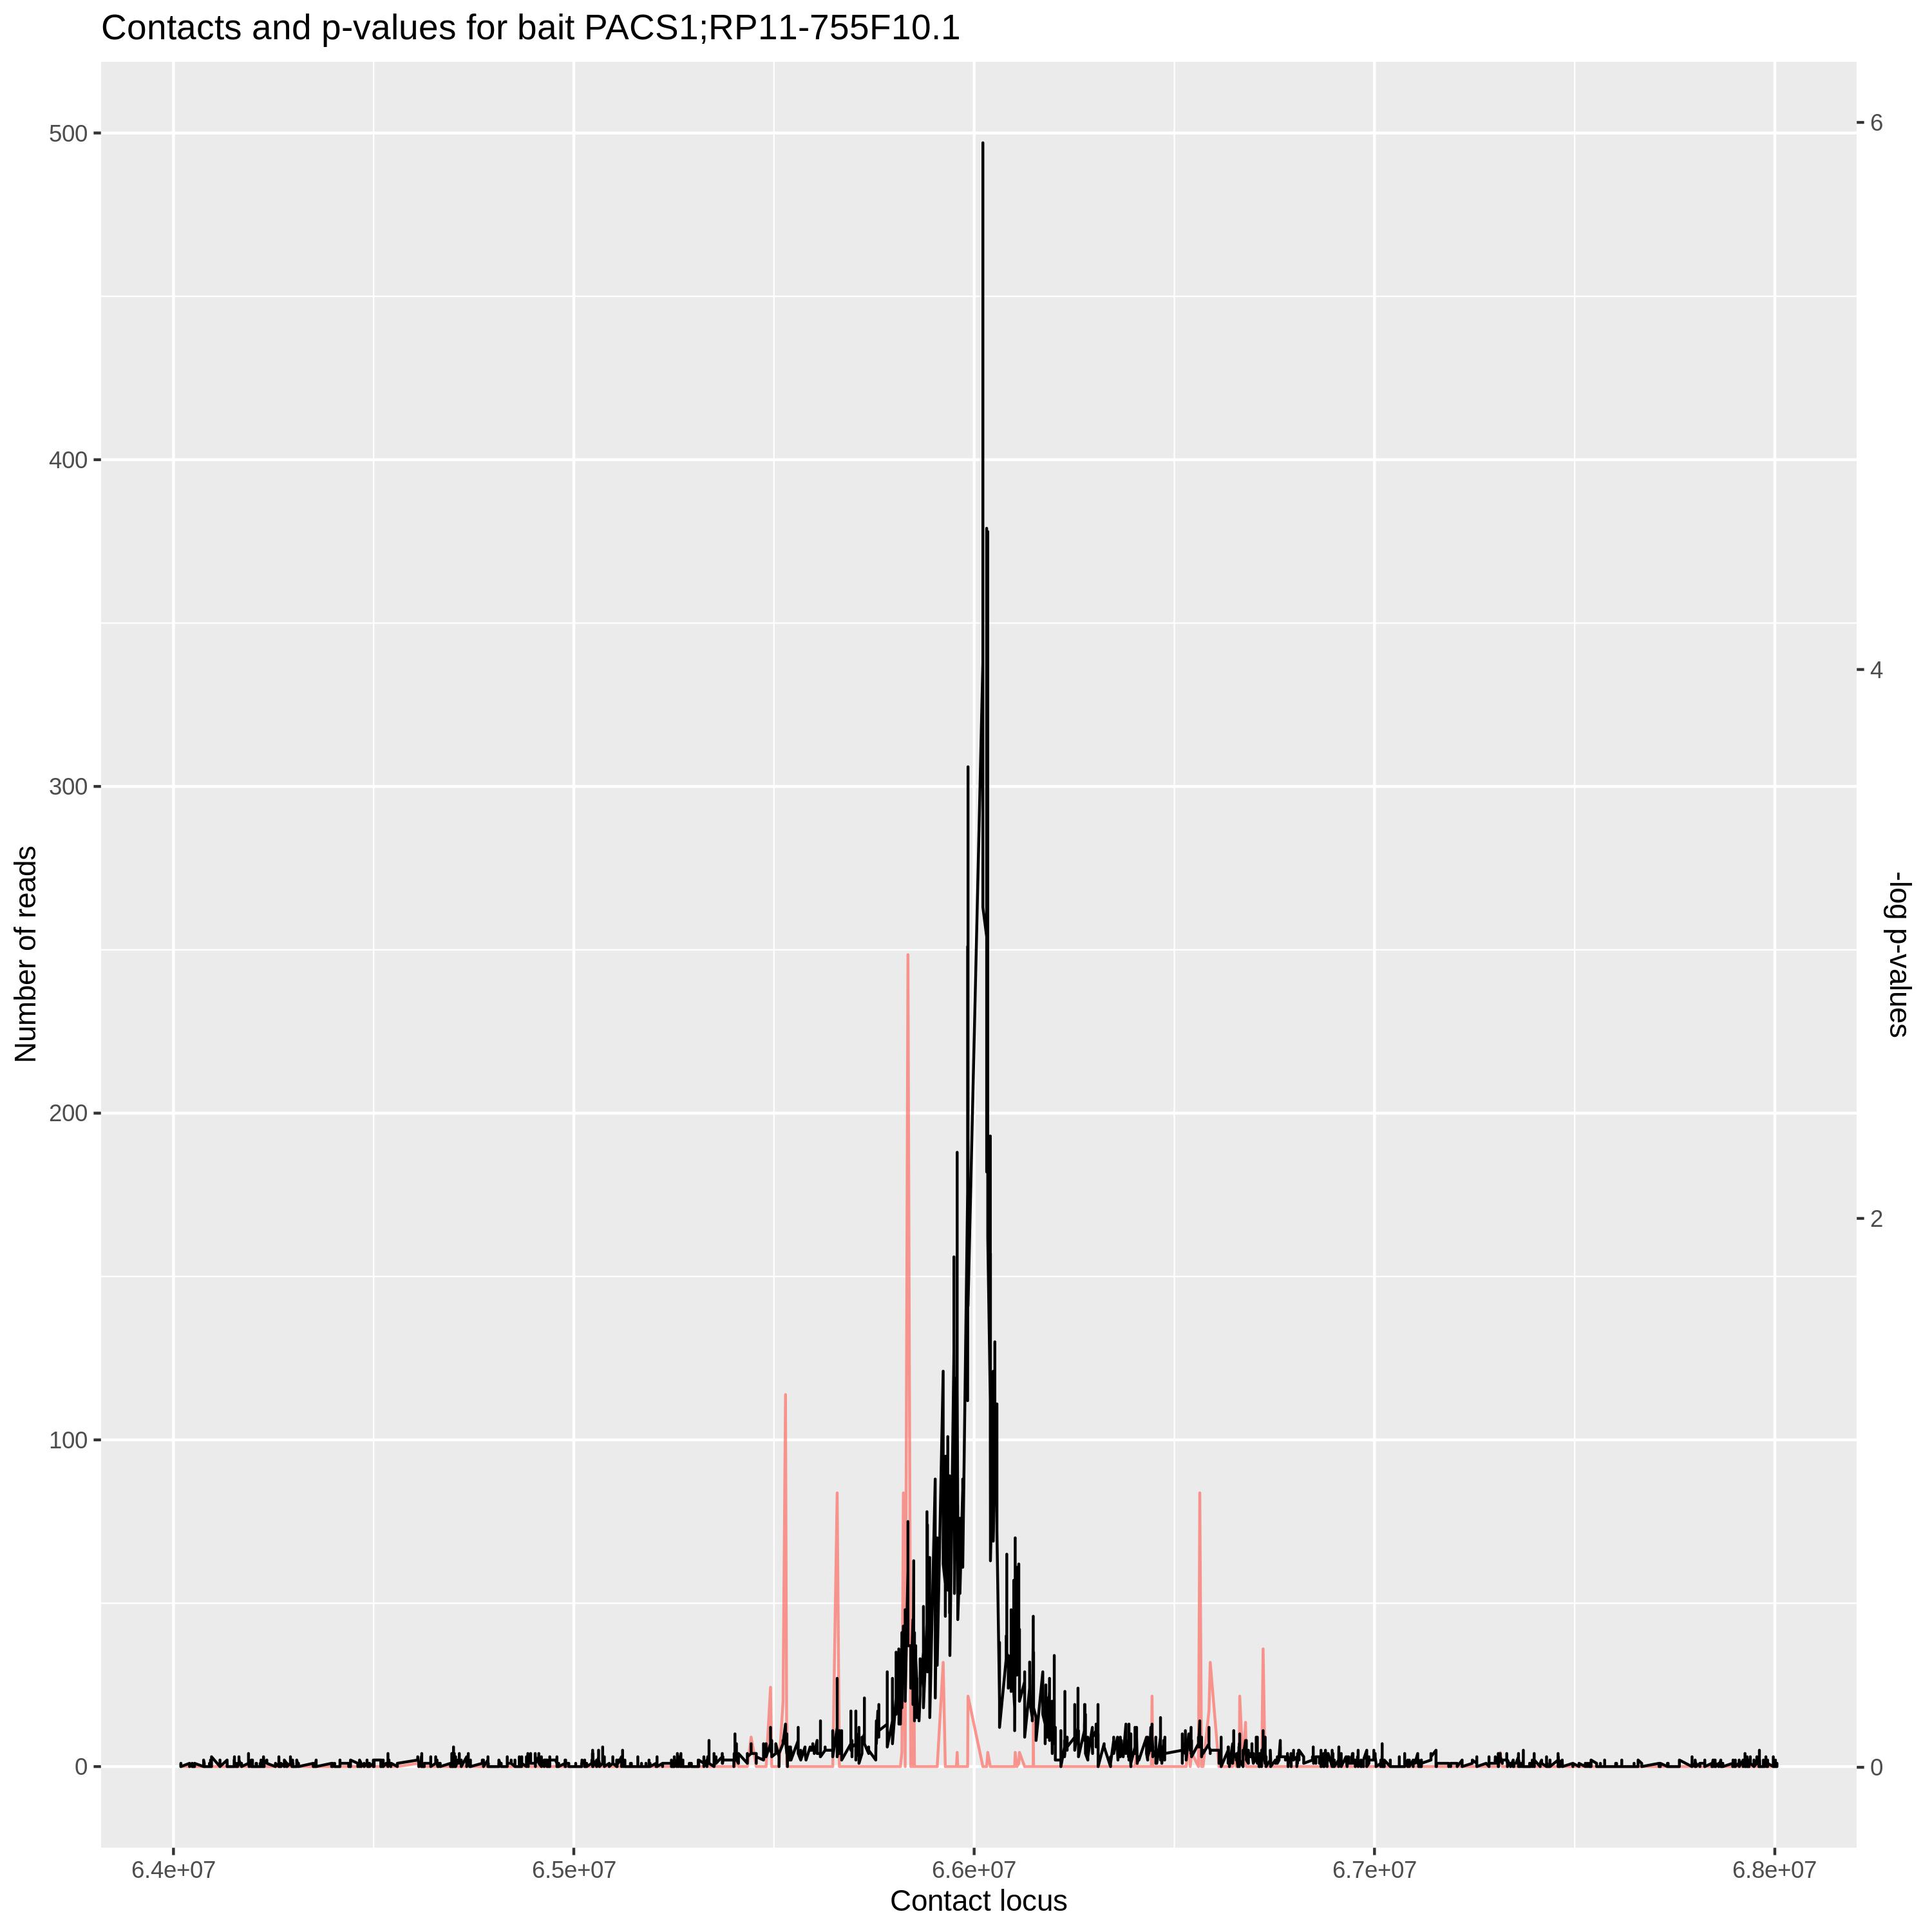 Contacts and p-values for bait PACS1;RP11-755F10.1
500
400
300
200
100
0
6
4
2
0
Number of reads
-log p-values
6.4e+07 6.5e+07 6.6e+07 6.7e+07 6.8e+07
Contact locus